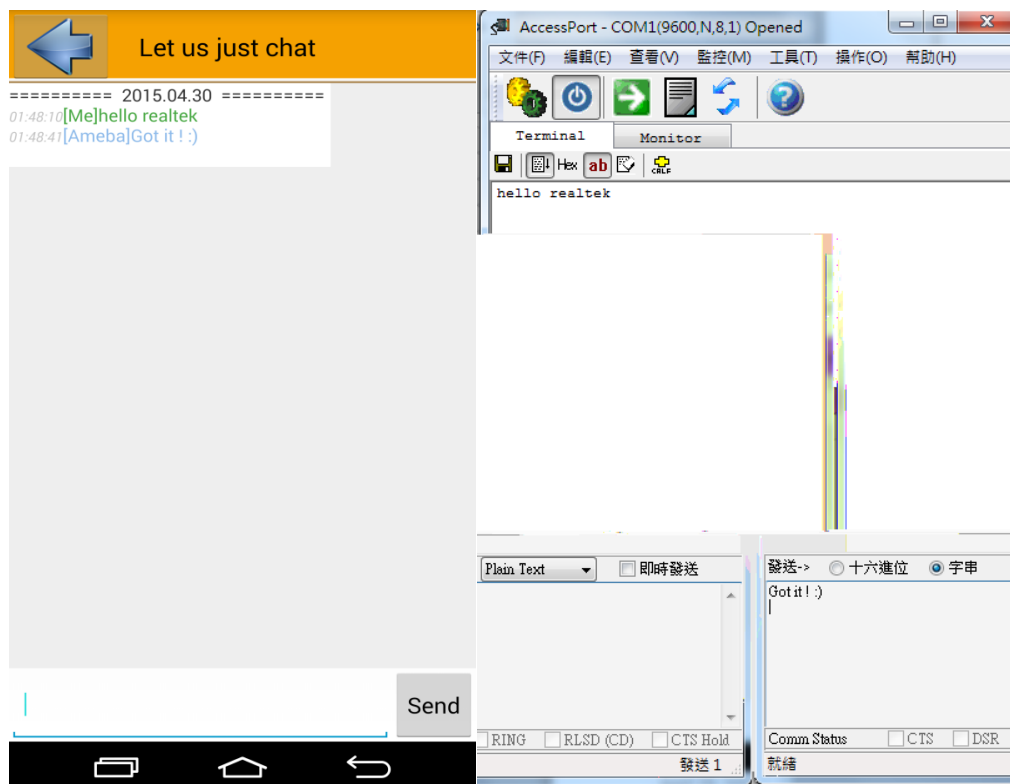 Let us just chat
========== 2015.04.30 ==========
01:48:10[Me]hello realtek
01:48:41[Ameba]Got it ! :)
Send
AccessPort - COM1(9600,N,8,1) Opened
文件(F) 編輯(E) 查看(V) 監控(M) 工具(T) 操作(O) 幫助(H)
Terminal Monitor
Hex ab CRLF
hello realtek
Plain Text 即時發送
RING RLSD (CD) CTS Hold
發送 1
發送-> 十六進位 字串
Got it ! :)
Comm Status CTS DSR
就緒